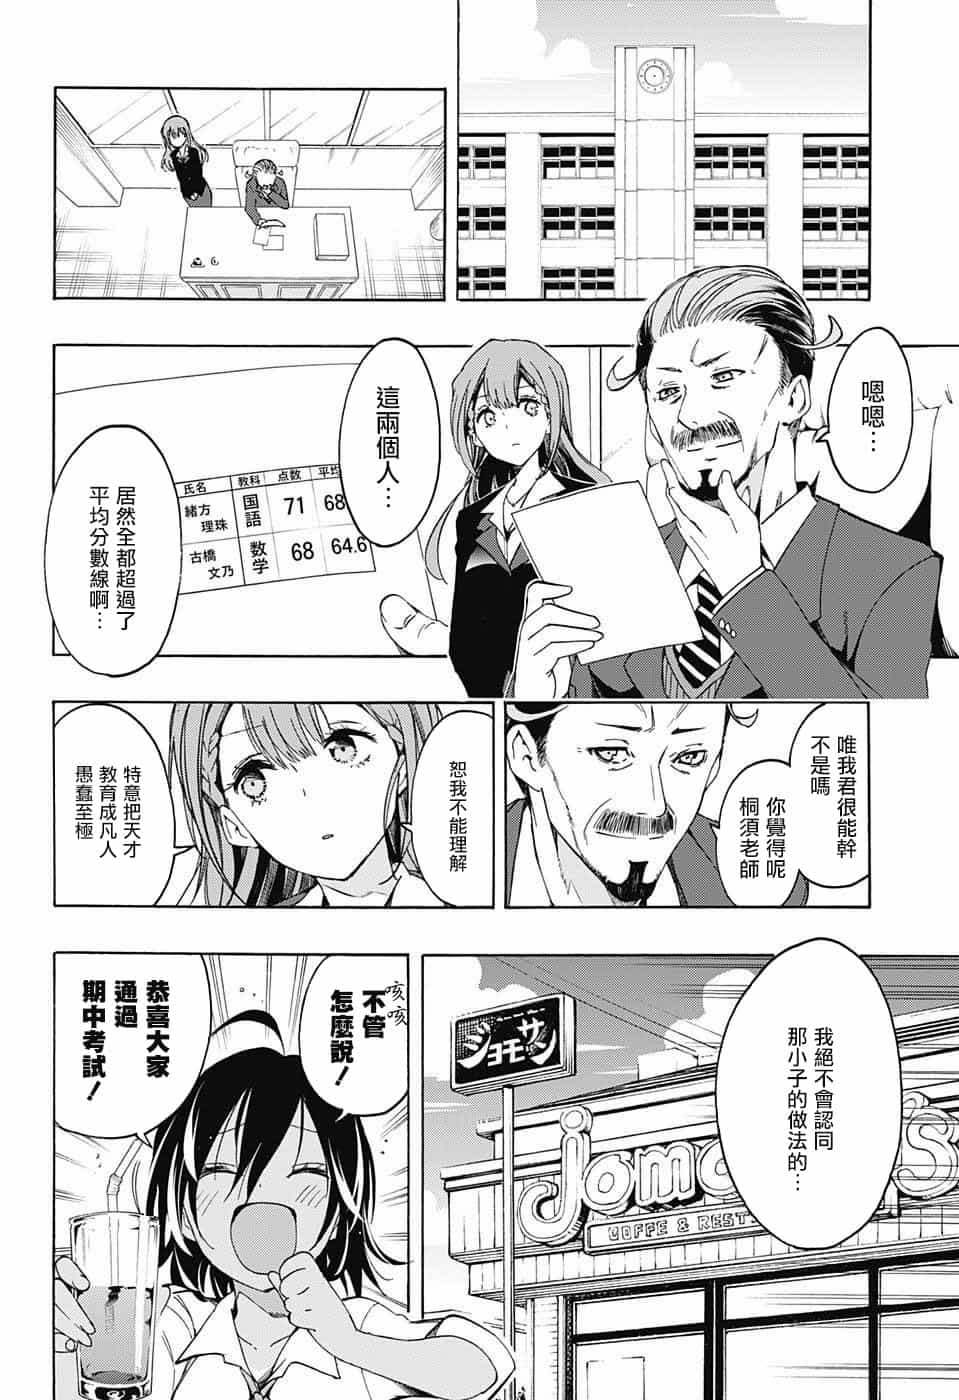 嗯嗯…
這兩個人…
氏名 教科 点数 平均
緒方理珠 国語 71 68
古橋文乃 数学 68 64.6
居然全都超過了
平均分數線啊…
唯我君很能幹
不是嗎
你覺得呢
桐須老師
恕我不能理解
特意把天才
教育成凡人
愚蠢至極
我絕不會認同
那小子的做法的…
ジョモサン
COFFE & REST
咳咳
不管
怎麼說！
恭喜大家
通過
期中考試！